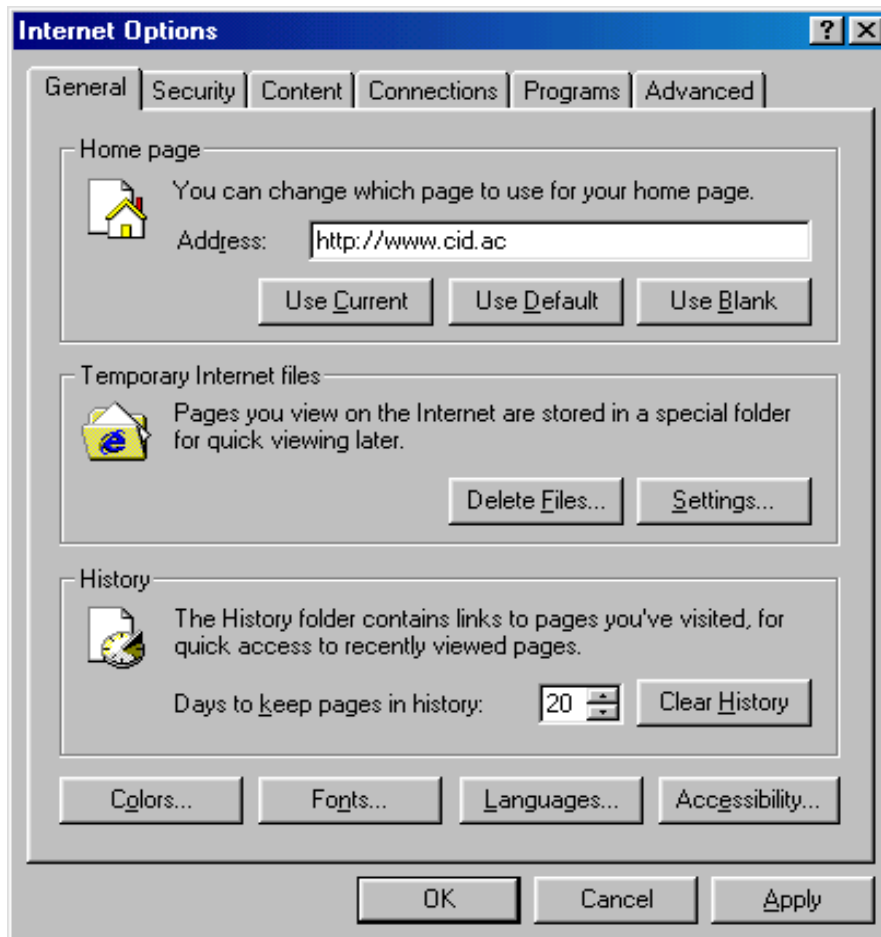 Internet Options
General Security Content Connections Programs Advanced
Home page
You can change which page to use for your home page.
Address: http://www.cid.ac
Use Current Use Default Use Blank
Temporary Internet files
Pages you view on the Internet are stored in a special folder
for quick viewing later.
Delete Files... Settings...
History
The History folder contains links to pages you've visited, for
quick access to recently viewed pages.
Days to keep pages in history: 20 Clear History
Colors... Fonts... Languages... Accessibility...
OK Cancel Apply